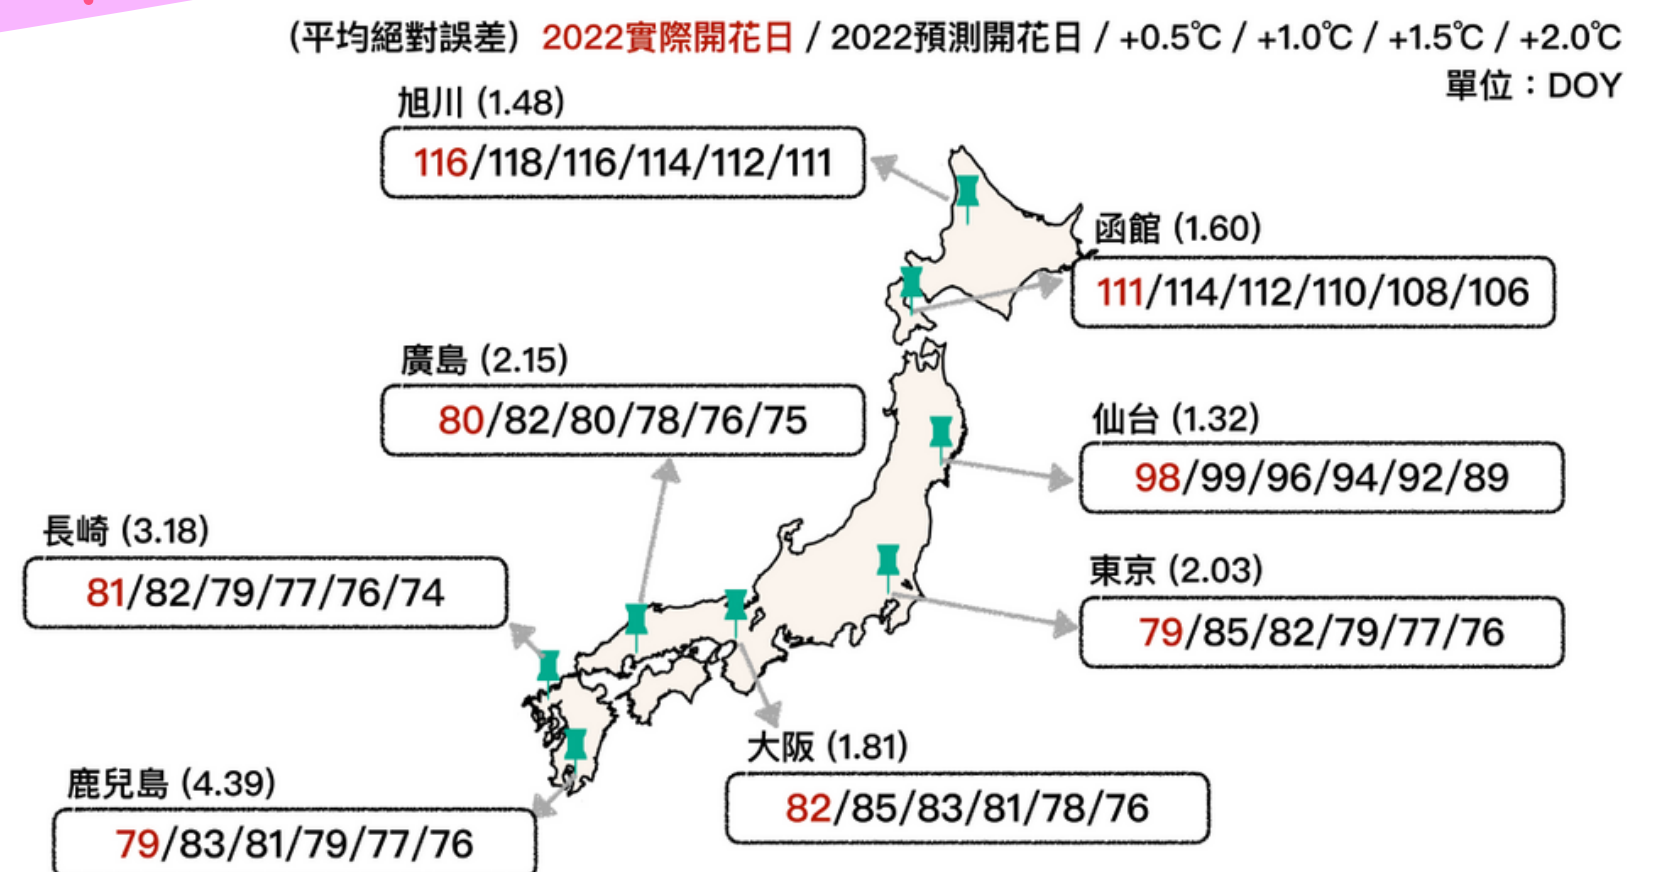 (平均絕對誤差) 2022實際開花日 / 2022預測開花日 / +0.5℃ / +1.0℃ / +1.5℃ / +2.0℃
單位：DOY
旭川 (1.48)
116/118/116/114/112/111
函館 (1.60)
111/114/112/110/108/106
廣島 (2.15)
80/82/80/78/76/75
仙台 (1.32)
98/99/96/94/92/89
長崎 (3.18)
81/82/79/77/76/74
東京 (2.03)
79/85/82/79/77/76
大阪 (1.81)
82/85/83/81/78/76
鹿兒島 (4.39)
79/83/81/79/77/76